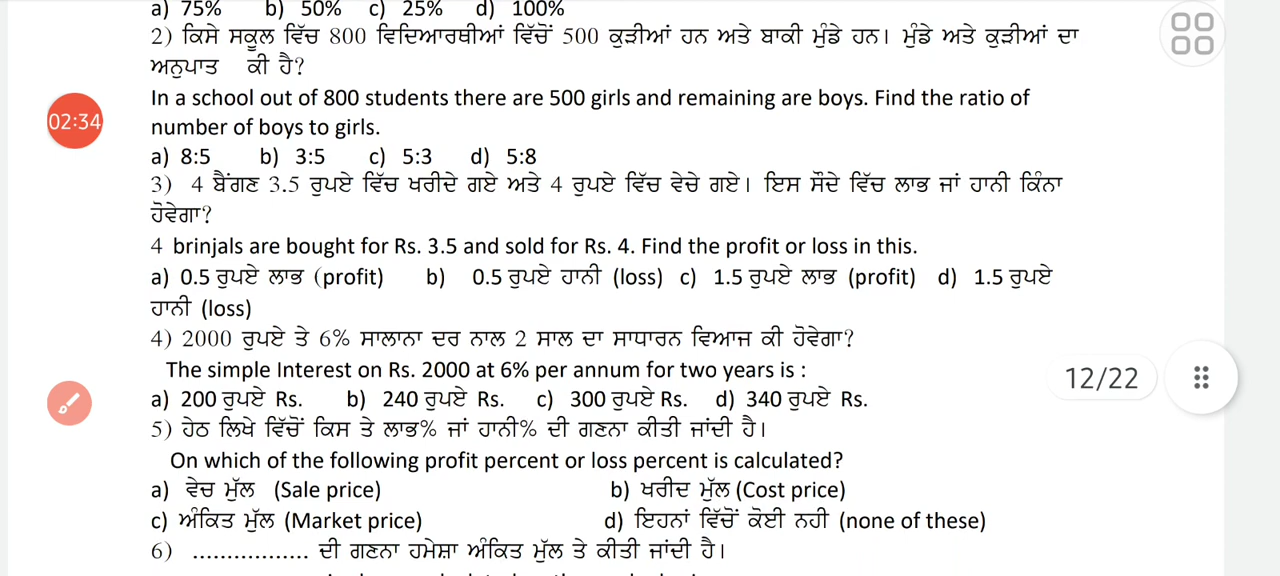 a) 75% b) 50% c) 25% d) 100%
2) ਕਿਸੇ ਸਕੂਲ ਵਿੱਚ 800 ਵਿਦਿਆਰਥੀਆਂ ਵਿੱਚੋਂ 500 ਕੁੜੀਆਂ ਹਨ ਅਤੇ ਬਾਕੀ ਮੁੰਡੇ ਹਨ। ਮੁੰਡੇ ਅਤੇ ਕੁੜੀਆਂ ਦਾ
ਅਨੁਪਾਤ ਕੀ ਹੈ?
In a school out of 800 students there are 500 girls and remaining are boys. Find the ratio of
02:34
number of boys to girls.
a) 8:5 b) 3:5 c) 5:3 d) 5:8
3) 4 ਬੈਂਗਣ 3.5 ਰੁਪਏ ਵਿੱਚ ਖਰੀਦੇ ਗਏ ਅਤੇ 4 ਰੁਪਏ ਵਿੱਚ ਵੇਚੇ ਗਏ। ਇਸ ਸੌਦੇ ਵਿੱਚ ਲਾਭ ਜਾਂ ਹਾਨੀ ਕਿੰਨਾ
ਹੋਵੇਗਾ?
4 brinjals are bought for Rs. 3.5 and sold for Rs. 4. Find the profit or loss in this.
a) 0.5 ਰੁਪਏ ਲਾਭ (profit) b) 0.5 ਰੁਪਏ ਹਾਨੀ (loss) c) 1.5 ਰੁਪਏ ਲਾਭ (profit) d) 1.5 ਰੁਪਏ
ਹਾਨੀ (loss)
4) 2000 ਰੁਪਏ ਤੇ 6% ਸਾਲਾਨਾ ਦਰ ਨਾਲ 2 ਸਾਲ ਦਾ ਸਾਧਾਰਨ ਵਿਆਜ ਕੀ ਹੋਵੇਗਾ?
The simple Interest on Rs. 2000 at 6% per annum for two years is :
12/22
a) 200 ਰੁਪਏ Rs. b) 240 ਰੁਪਏ Rs. c) 300 ਰੁਪਏ Rs. d) 340 ਰੁਪਏ Rs.
5) ਹੇਠ ਲਿਖੇ ਵਿੱਚੋਂ ਕਿਸ ਤੇ ਲਾਭ% ਜਾਂ ਹਾਨੀ% ਦੀ ਗਣਨਾ ਕੀਤੀ ਜਾਂਦੀ ਹੈ।
On which of the following profit percent or loss percent is calculated?
a) ਵੇਚ ਮੁੱਲ (Sale price) b) ਖਰੀਦ ਮੁੱਲ (Cost price)
c) ਅੰਕਿਤ ਮੁੱਲ (Market price) d) ਇਹਨਾਂ ਵਿੱਚੋਂ ਕੋਈ ਨਹੀ (none of these)
6) ................. ਦੀ ਗਣਨਾ ਹਮੇਸ਼ਾ ਅੰਕਿਤ ਮੁੱਲ ਤੇ ਕੀਤੀ ਜਾਂਦੀ ਹੈ।